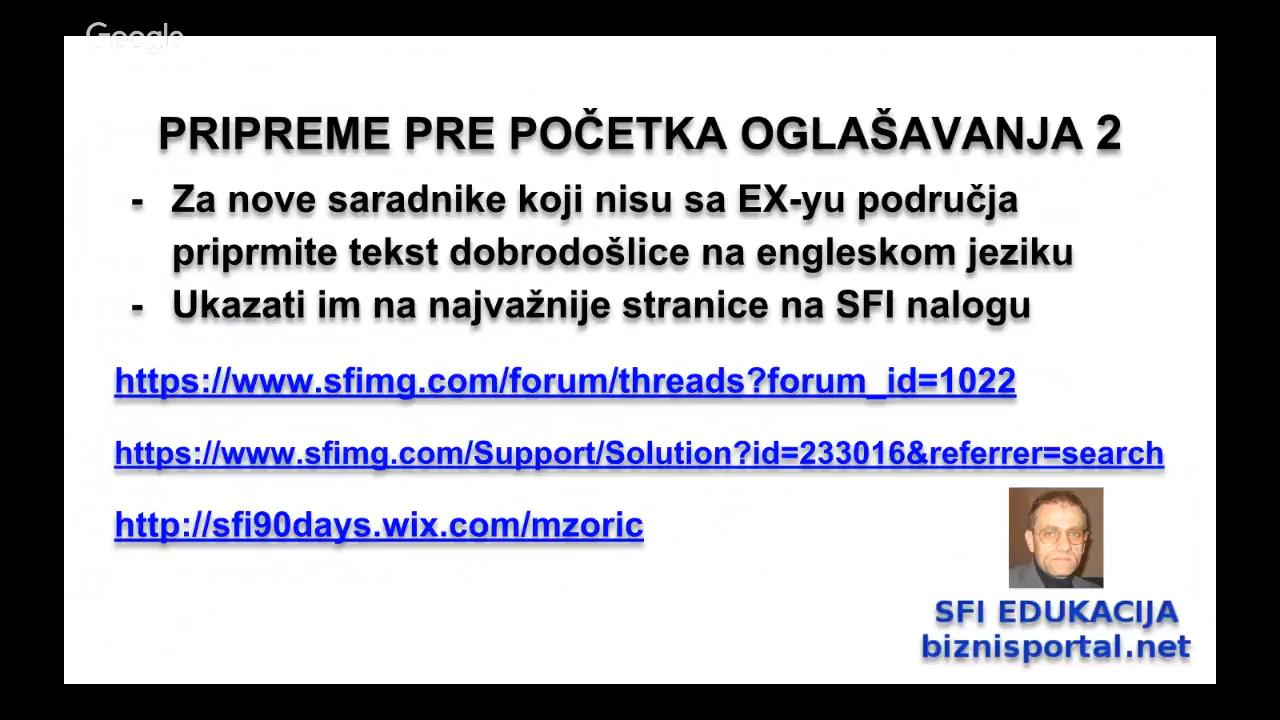 Google
PRIPREME PRE POČETKA OGLAŠAVANJA 2
- Za nove saradnike koji nisu sa EX-yu područja
priprmite tekst dobrodošlice na engleskom jeziku
- Ukazati im na najvažnije stranice na SFI nalogu
https://www.sfimg.com/forum/threads?forum_id=1022
https://www.sfimg.com/Support/Solution?id=233016&referrer=search
http://sfi90days.wix.com/mzoric
SFI EDUKACIJA
biznisportal.net